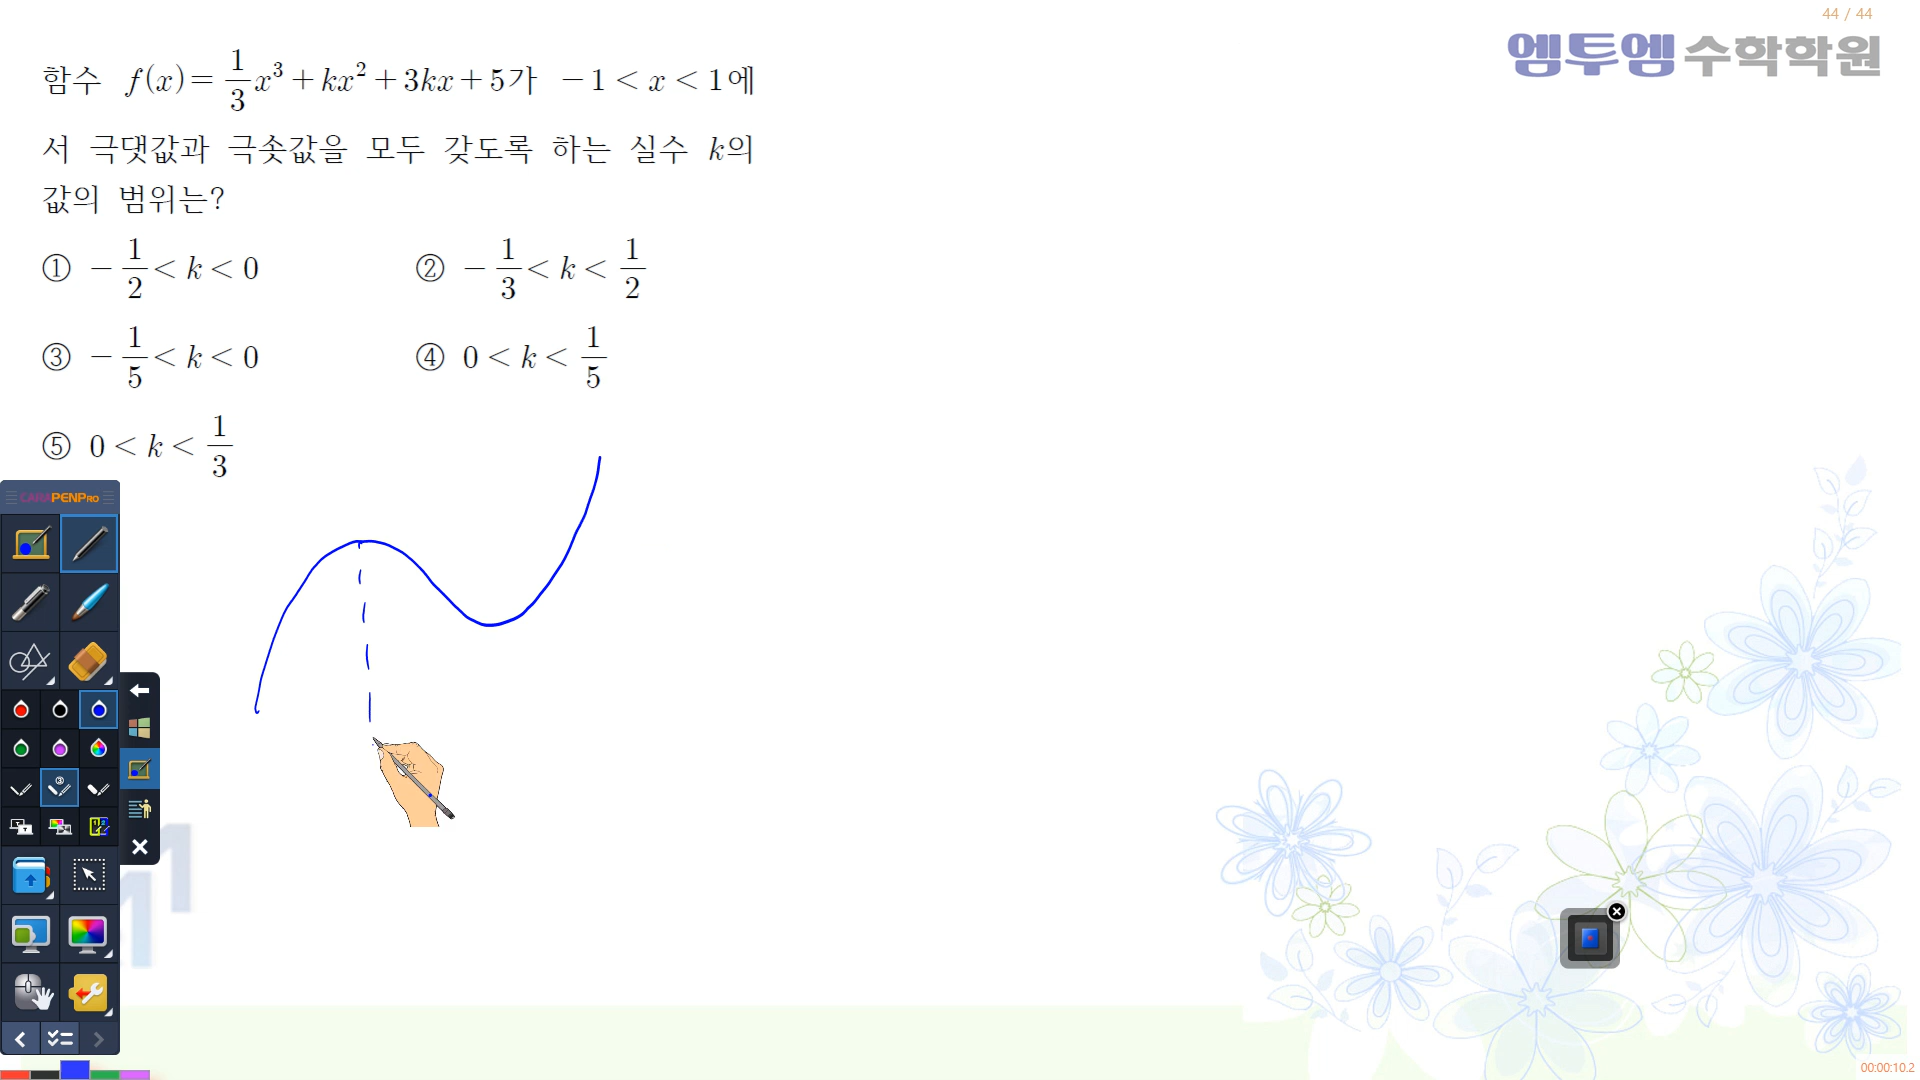 44 / 44
엠투엠 수학학원
함수 f(x) = 1/3 x³ + kx² + 3kx + 5가 −1 < x < 1에
서 극댓값과 극솟값을 모두 갖도록 하는 실수 k의
값의 범위는?
① −1/2 < k < 0 ② −1/3 < k < 1/2
③ −1/5 < k < 0 ④ 0 < k < 1/5
⑤ 0 < k < 1/3
CARAPENPRO
00:00:10.2